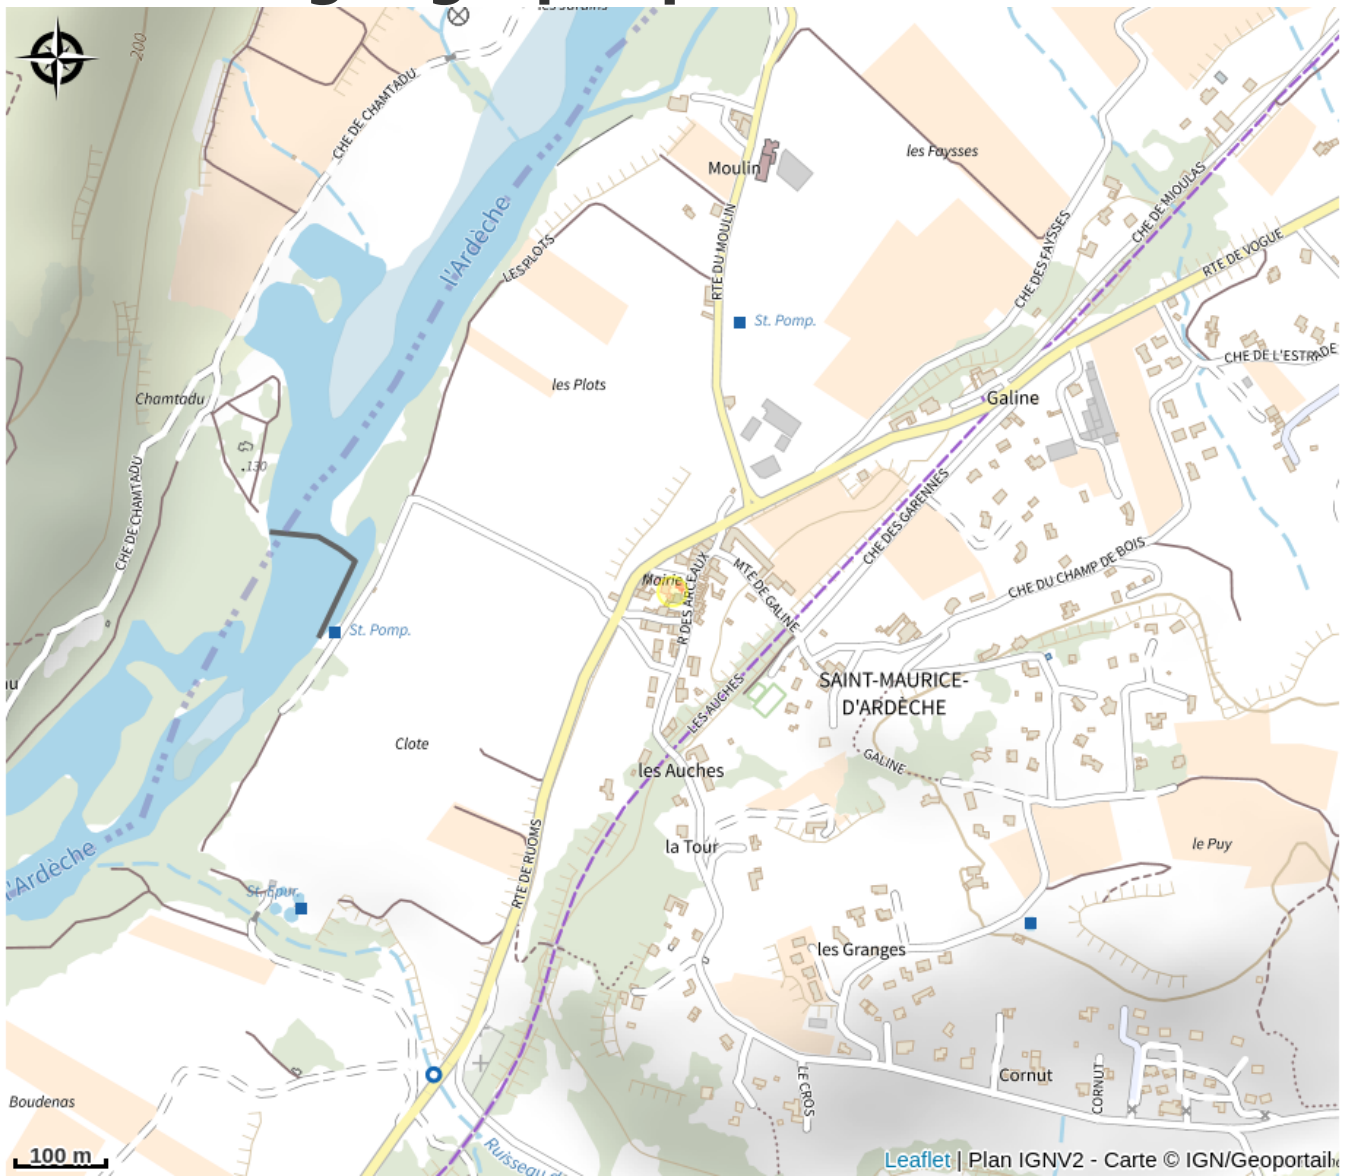 200
CHE DE CHAMTADU
l'Ardèche
Moulin
les Faysses
CHE DE MIOULAS
CHE DES FAYSSES
RTE DE VOGUE
LES PLOTS
RTE DU MOULIN
St. Pomp.
CHE DE L'ESTRADE
les Plots
Chamtadu
Galine
.130
CHE DE CHAMTADU
CHE DES GARENNES
Mairie
R DES ARCEAUX
MTE DE GALINE
CHE DU CHAMP DE BOIS
St. Pomp.
SAINT-MAURICE-
D'ARDÈCHE
LES AUCHES
Clote
GALINE
les Auches
la Tour
le Puy
l'Ardèche
RTE DE RUOMS
St. Epur.
les Granges
Cornut
CORNUT
LE CROS
Boudenas
Ruisseau d
100 m
Leaflet | Plan IGNV2 - Carte © IGN/Geoportail